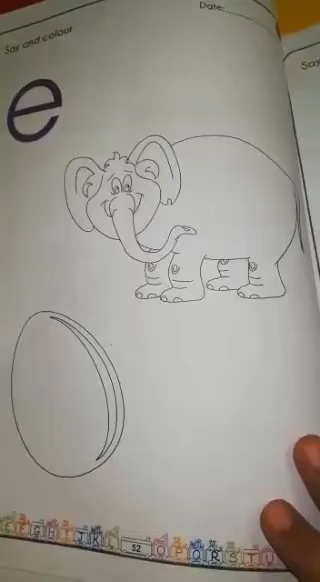 Date:
Say and colour
Say
e
E F G H I J K L 52 O P Q R S T U